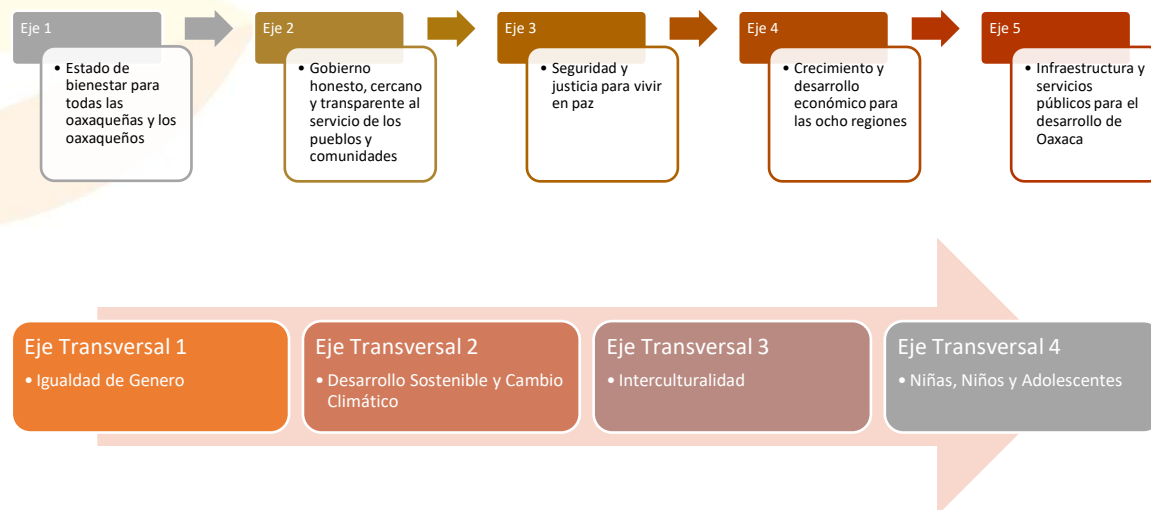 Eje 1
• Estado de
bienestar para
todas las
oaxaqueñas y los
oaxaqueños
Eje 2
• Gobierno
honesto, cercano
y transparente al
servicio de los
pueblos y
comunidades
Eje 3
• Seguridad y
justicia para vivir
en paz
Eje 4
• Crecimiento y
desarrollo
económico para
las ocho regiones
Eje 5
• Infraestructura y
servicios
públicos para el
desarrollo de
Oaxaca
Eje Transversal 1
• Igualdad de Genero
Eje Transversal 2
• Desarrollo Sostenible y Cambio
Climático
Eje Transversal 3
• Interculturalidad
Eje Transversal 4
• Niñas, Niños y Adolescentes